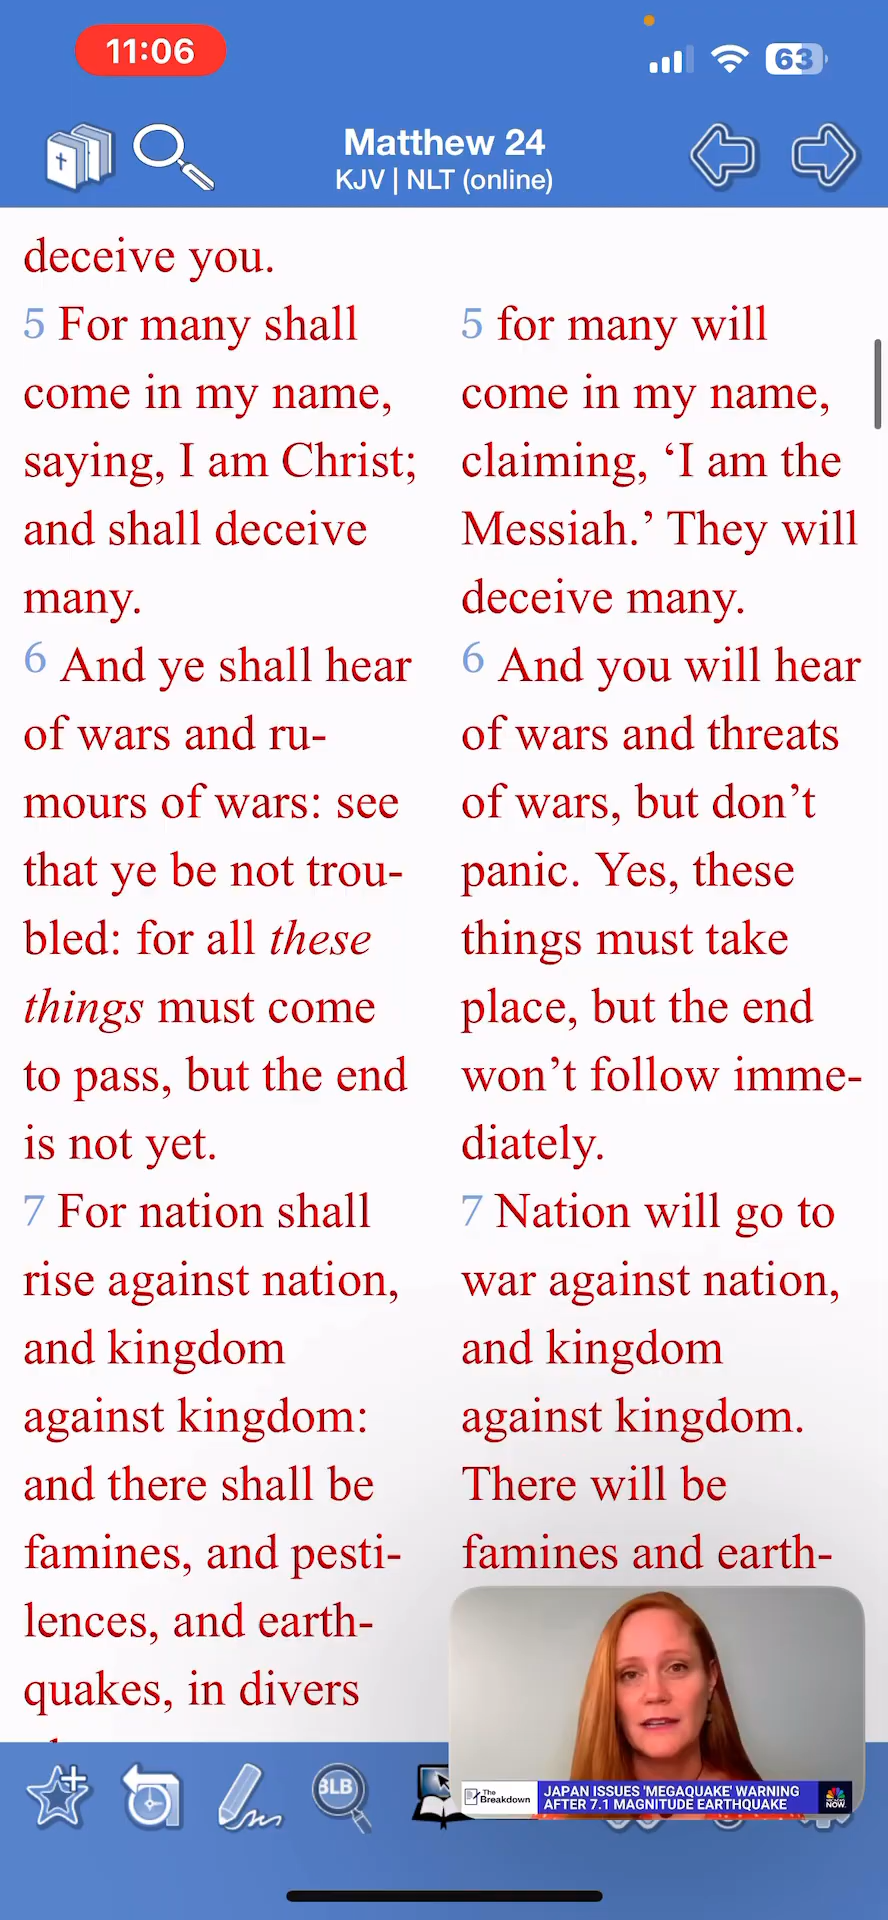 11:06
63
Matthew 24
KJV | NLT (online)
deceive you.
5 For many shall
come in my name,
saying, I am Christ;
and shall deceive
many.
6 And ye shall hear
of wars and ru-
mours of wars: see
that ye be not trou-
bled: for all these
things must come
to pass, but the end
is not yet.
7 For nation shall
rise against nation,
and kingdom
against kingdom:
and there shall be
famines, and pesti-
lences, and earth-
quakes, in divers
5 for many will
come in my name,
claiming, ‘I am the
Messiah.’ They will
deceive many.
6 And you will hear
of wars and threats
of wars, but don’t
panic. Yes, these
things must take
place, but the end
won’t follow imme-
diately.
7 Nation will go to
war against nation,
and kingdom
against kingdom.
There will be
famines and earth-
BLB
The
Breakdown
JAPAN ISSUES 'MEGAQUAKE' WARNING
AFTER 7.1 MAGNITUDE EARTHQUAKE
NOW